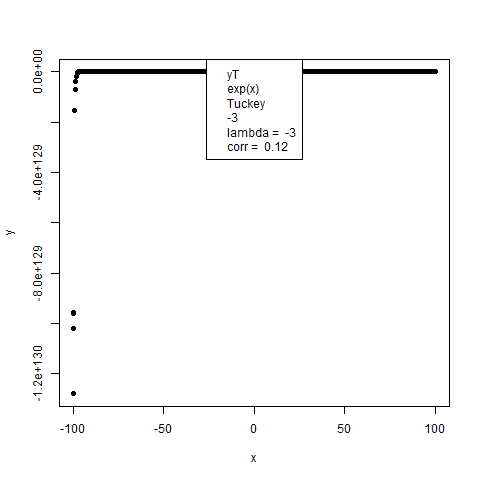 yT
exp(x)
Tuckey
-3
lambda = -3
corr = 0.12
0.0e+00
-4.0e+129
-8.0e+129
-1.2e+130
y
-100
-50
0
50
100
x